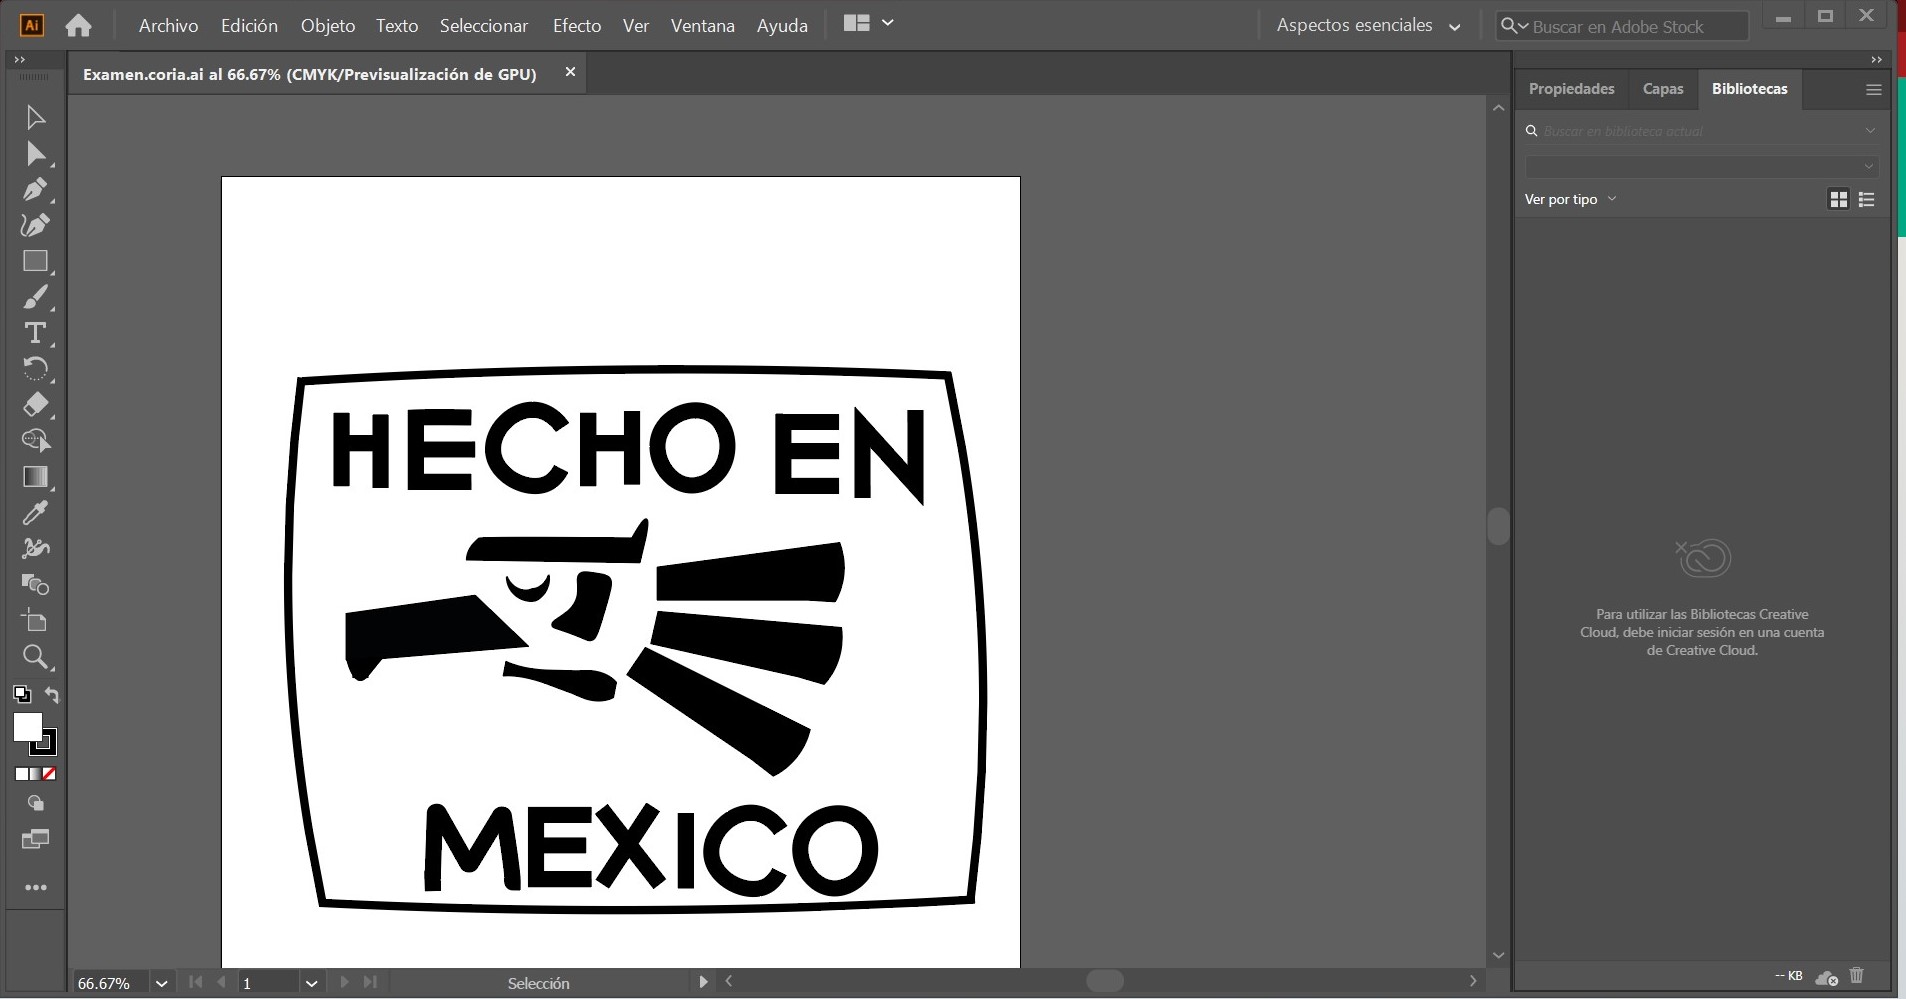 Ai Archivo Edición Objeto Texto Seleccionar Efecto Ver Ventana Ayuda Aspectos esenciales Buscar en Adobe Stock
Examen.coria.ai al 66.67% (CMYK/Previsualización de GPU)
Propiedades Capas Bibliotecas
Buscar en biblioteca actual
Ver por tipo
HECHO EN
MEXICO
Para utilizar las Bibliotecas Creative
Cloud, debe iniciar sesión en una cuenta
de Creative Cloud.
66.67% 1 Selección
-- KB